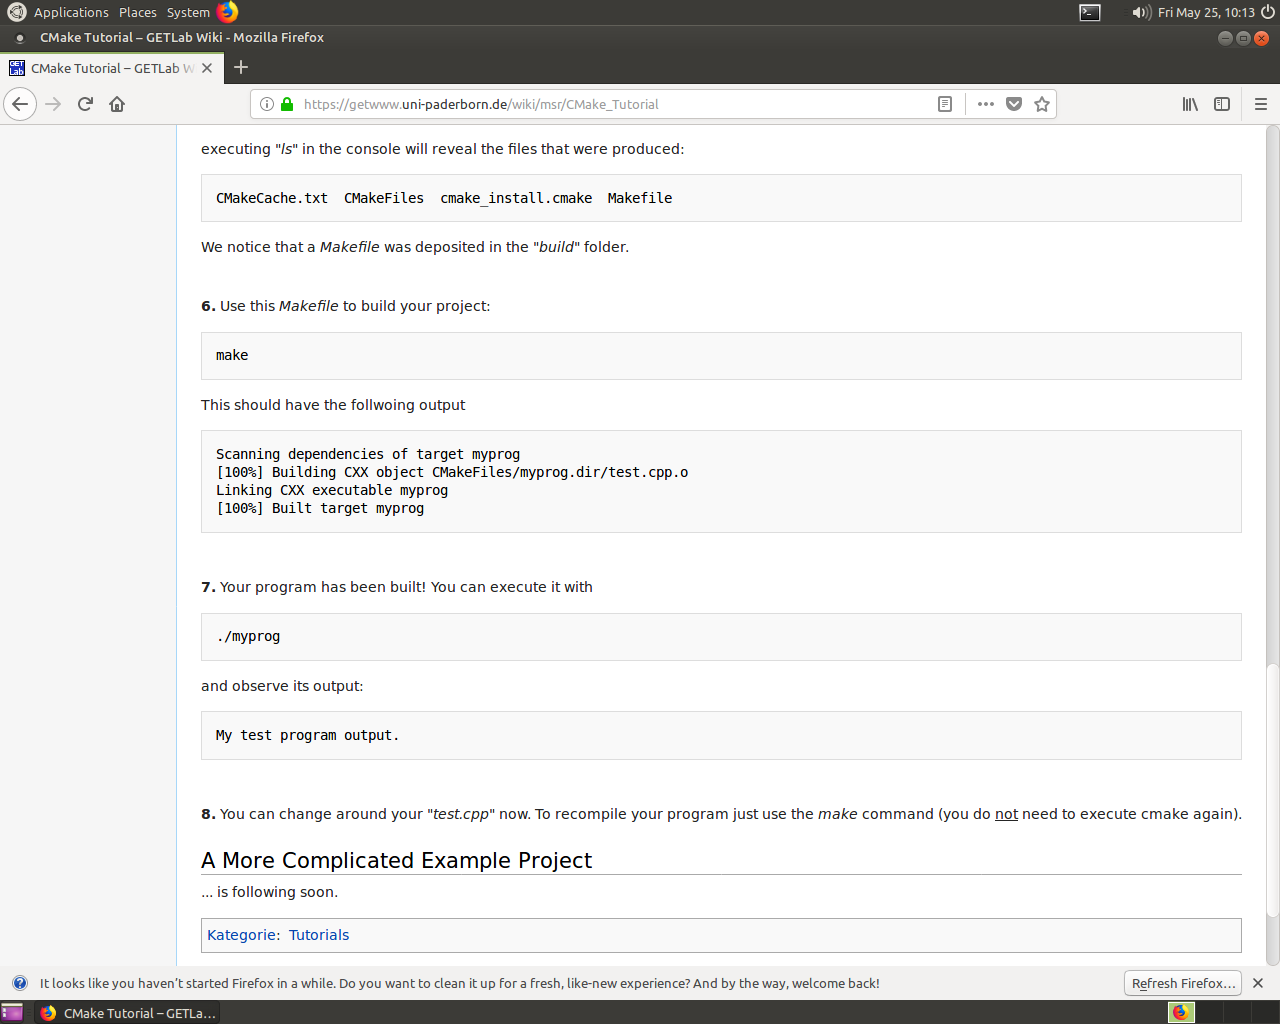 Applications Places System Fri May 25, 10:13
CMake Tutorial – GETLab Wiki - Mozilla Firefox
GET Lab CMake Tutorial – GETLab W
https://getwww.uni-paderborn.de/wiki/msr/CMake_Tutorial
executing "ls" in the console will reveal the files that were produced:
CMakeCache.txt CMakeFiles cmake_install.cmake Makefile
We notice that a Makefile was deposited in the "build" folder.
6. Use this Makefile to build your project:
make
This should have the follwoing output
Scanning dependencies of target myprog
[100%] Building CXX object CMakeFiles/myprog.dir/test.cpp.o
Linking CXX executable myprog
[100%] Built target myprog
7. Your program has been built! You can execute it with
./myprog
and observe its output:
My test program output.
8. You can change around your "test.cpp" now. To recompile your program just use the make command (you do not need to execute cmake again).
A More Complicated Example Project
... is following soon.
Kategorie: Tutorials
It looks like you haven't started Firefox in a while. Do you want to clean it up for a fresh, like-new experience? And by the way, welcome back! Refresh Firefox...
CMake Tutorial – GETLa...